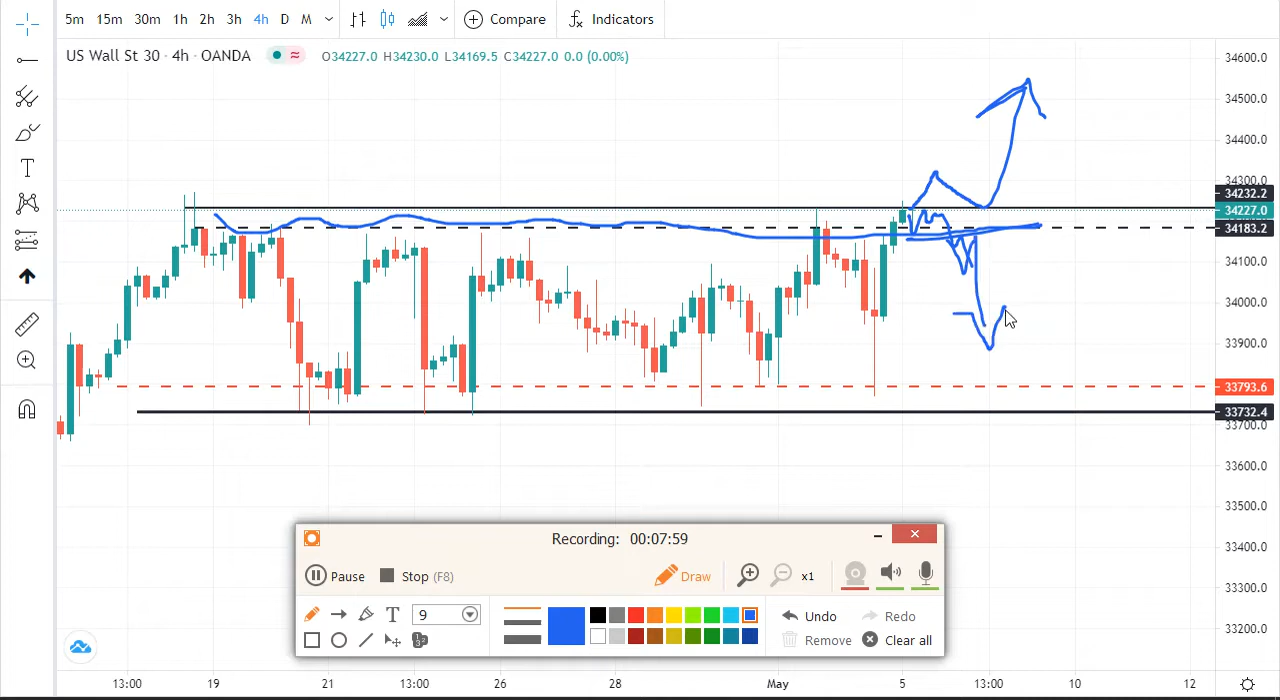 5m 15m 30m 1h 2h 3h 4h D M Compare Indicators
US Wall St 30 · 4h · OANDA ≈ O34227.0 H34230.0 L34169.5 C34227.0 0.0 (0.00%)
34600.0
34500.0
34400.0
34300.0
34232.2
34227.0
34183.2
34100.0
34000.0
33900.0
33793.6
33732.4
33700.0
33600.0
33500.0
33400.0
33300.0
33200.0
Recording: 00:07:59
Pause Stop (F8) Draw x1
T 9 Undo Redo
Remove Clear all
13:00 19 21 13:00 26 28 May 5 13:00 10 12